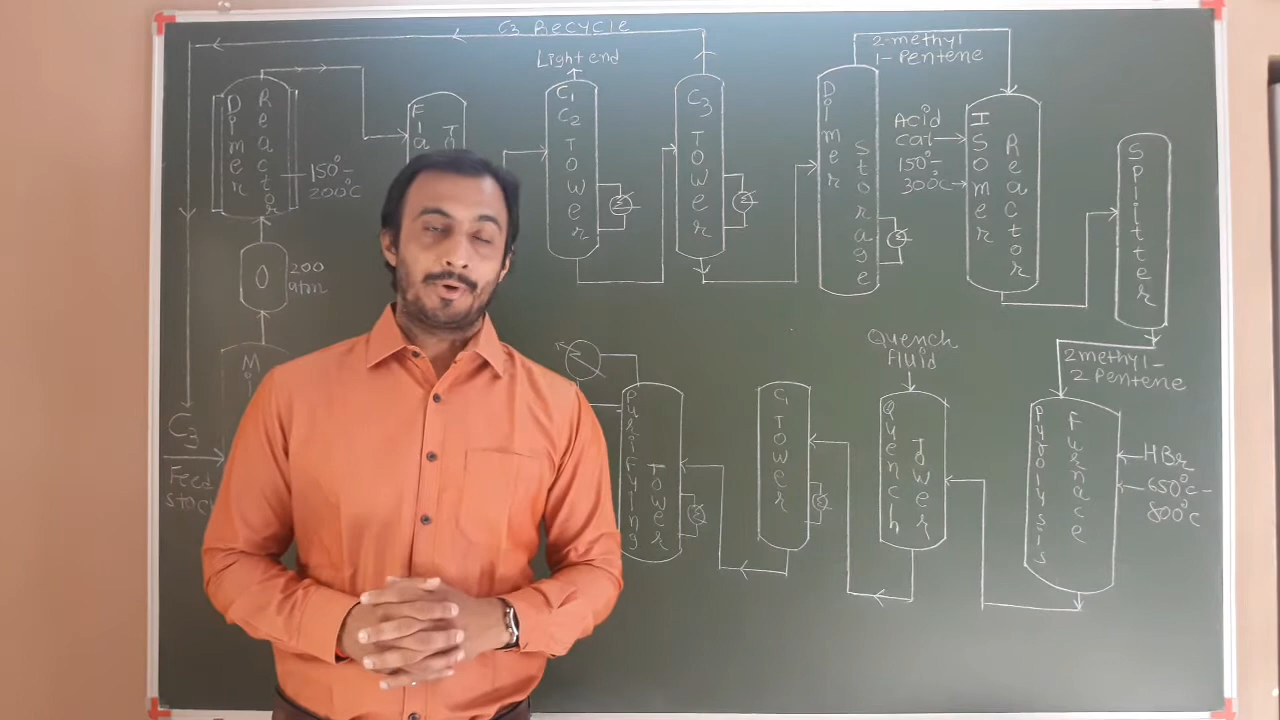 C3 Recycle
Light end
2-methyl
1-Pentene
Dimer
Reactor
150°-
200°C
C1
C2
Tower
C3
Tower
Dimer
Storage
Acid
Cat
150°-
300°C
Isomer
Reactor
Splitter
200
atm
C3
Feed
Quench
fluid
2methyl-
2 Pentene
Purifying
Tower
C1
Tower
Quench
Tower
Pyrolysis
Furnace
HBr
650°C-
800°C